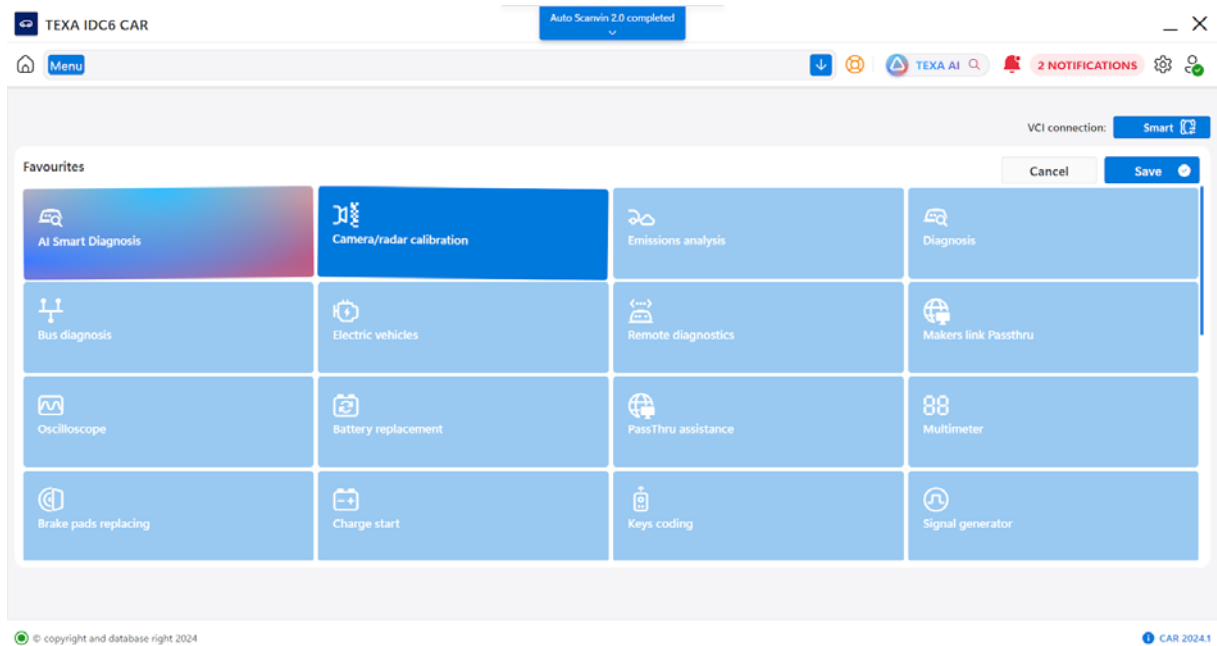 TEXA IDC6 CAR
Auto Scanvin 2.0 completed
Menu
TEXA AI
2 NOTIFICATIONS
VCI connection:
Smart
Favourites
Cancel
Save
AI Smart Diagnosis
Camera/radar calibration
Emissions analysis
Diagnosis
Bus diagnosis
Electric vehicles
Remote diagnostics
Makers link Passthru
Oscilloscope
Battery replacement
PassThru assistance
Multimeter
Brake pads replacing
Charge start
Keys coding
Signal generator
© copyright and database right 2024
CAR 2024.1